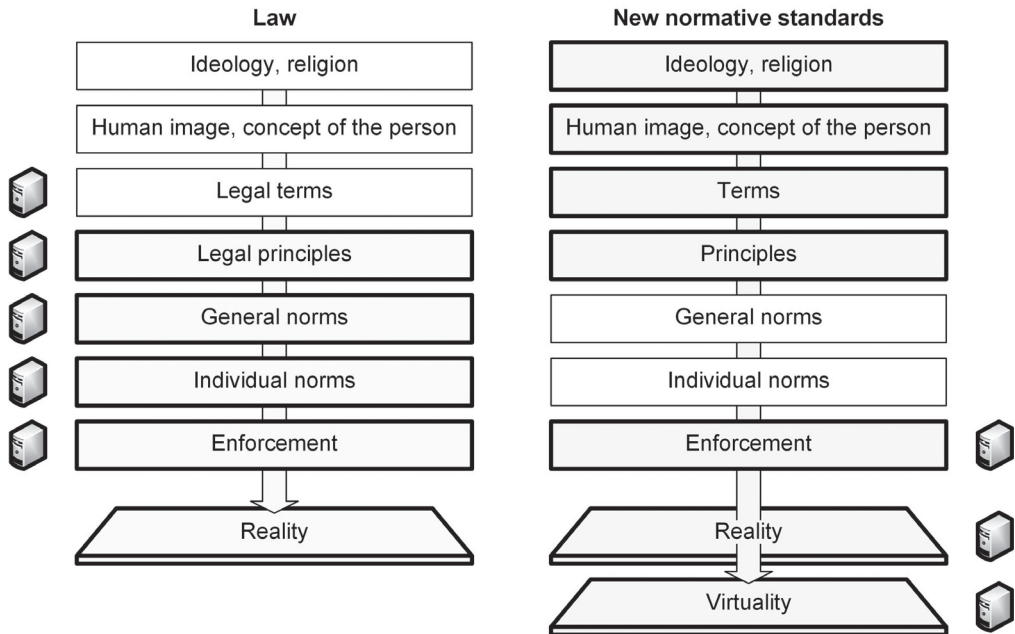 Law
Ideology, religion
Human image, concept of the person
Legal terms
Legal principles
General norms
Individual norms
Enforcement
Reality
New normative standards
Ideology, religion
Human image, concept of the person
Terms
Principles
General norms
Individual norms
Enforcement
Reality
Virtuality